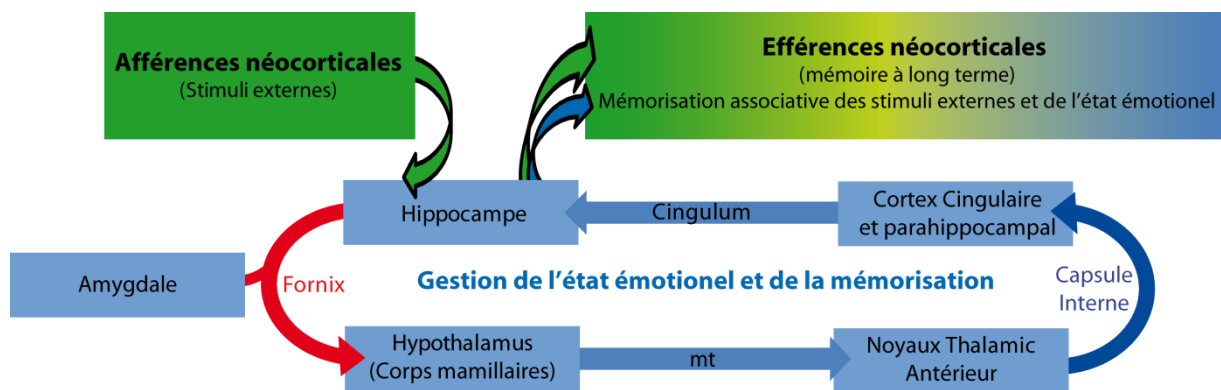 Afférences néocorticales
(Stimuli externes)
Efférences néocorticales
(mémoire à long terme)
Mémorisation associative des stimuli externes et de l'état émotionel
Hippocampe
Cingulum
Cortex Cingulaire
et parahippocampal
Amygdale
Fornix
Gestion de l'état émotionel et de la mémorisation
Capsule
Interne
Hypothalamus
(Corps mamillaires)
mt
Noyaux Thalamic
Antérieur